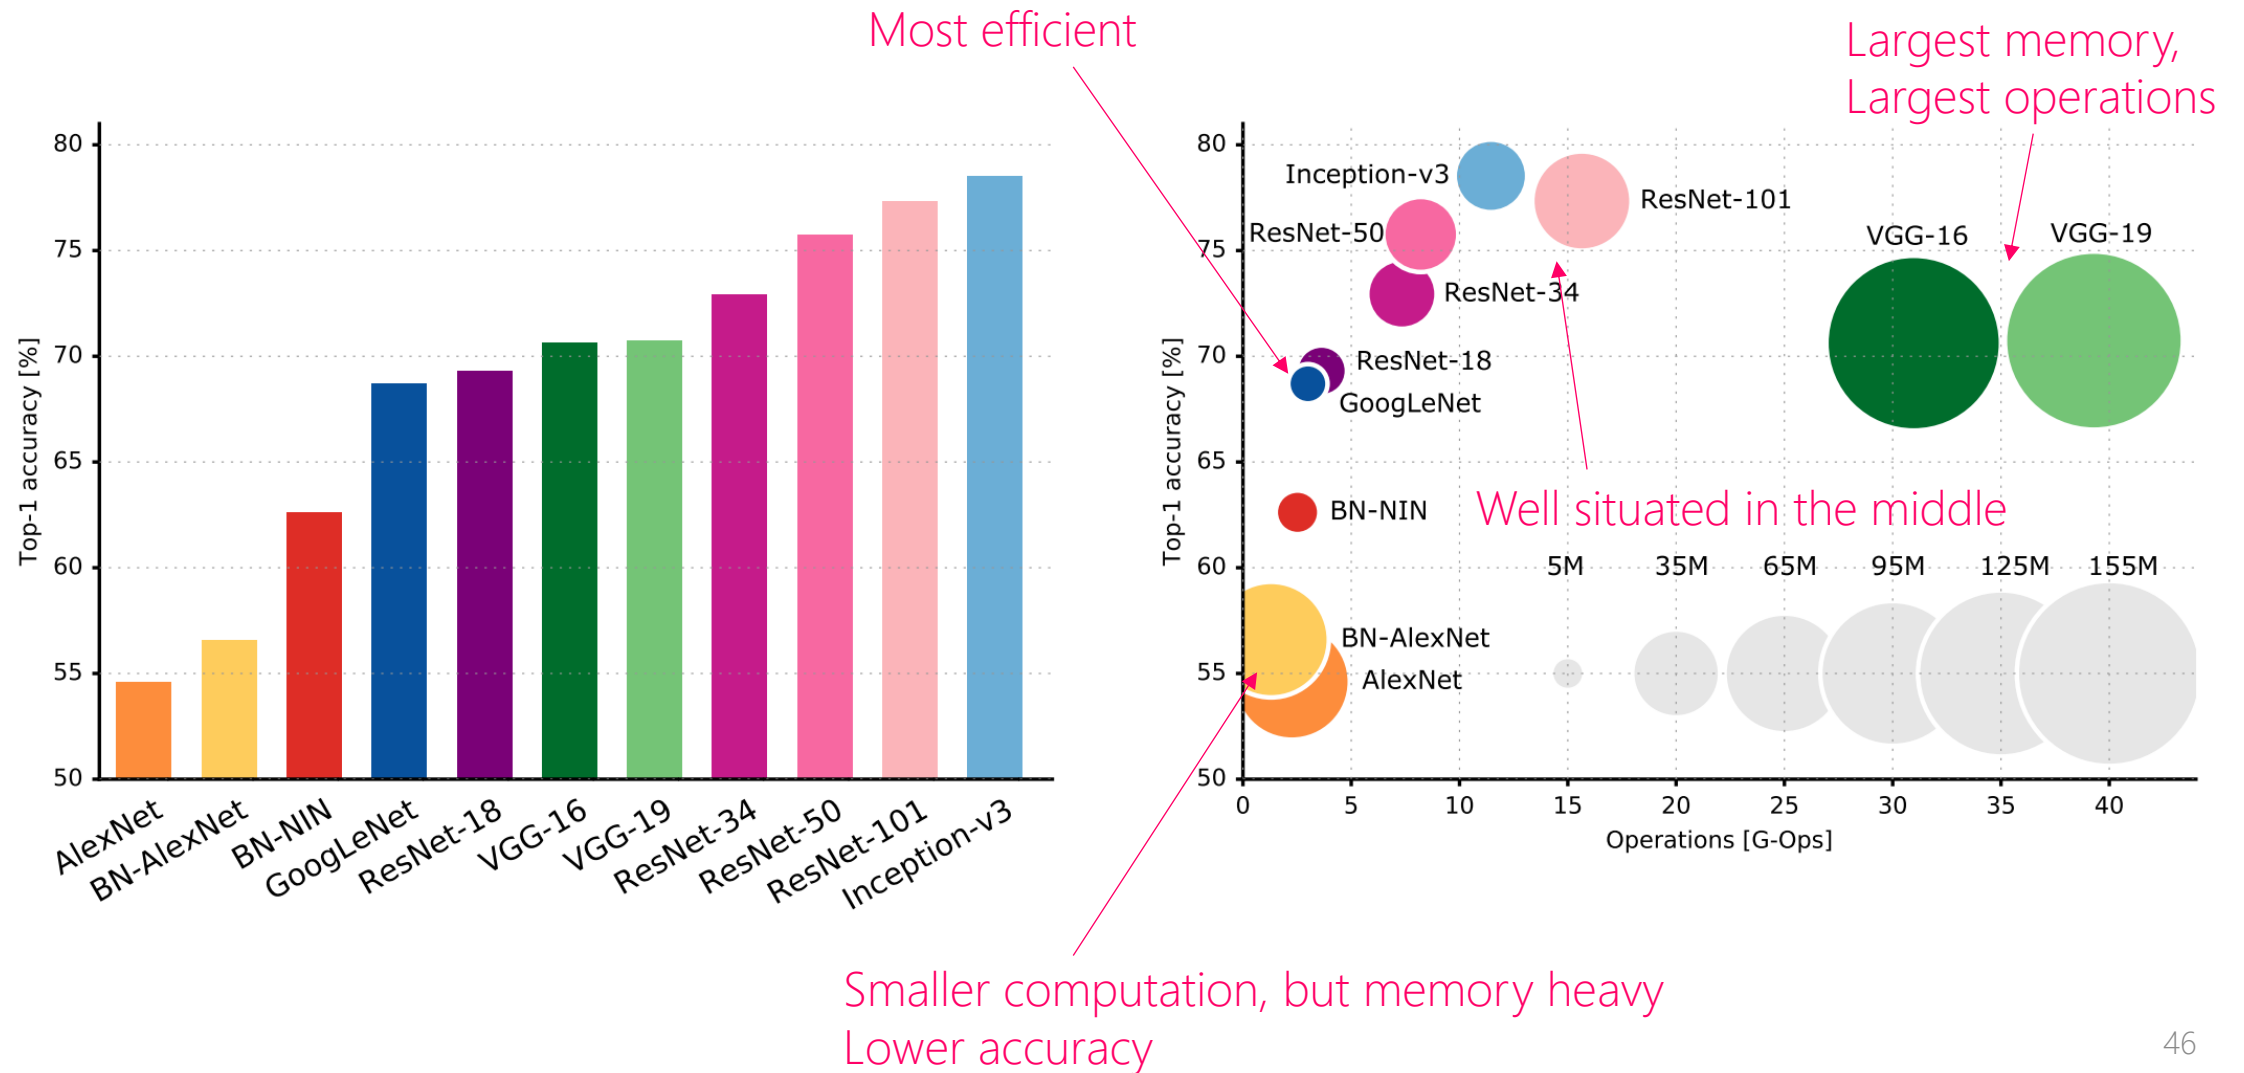 Most efficient
Largest memory,
Largest operations
80
75
70
65
60
55
50
Top-1 accuracy [%]
AlexNet
BN-AlexNet
BN-NIN
GoogLeNet
ResNet-18
VGG-16
VGG-19
ResNet-34
ResNet-50
ResNet-101
Inception-v3
80
75
70
65
60
55
50
Top-1 accuracy [%]
Inception-v3
ResNet-101
ResNet-50
VGG-16
VGG-19
ResNet-34
ResNet-18
GoogLeNet
BN-NIN
Well situated in the middle
5M
35M
65M
95M
125M
155M
BN-AlexNet
AlexNet
0
5
10
15
20
25
30
35
40
Operations [G-Ops]
Smaller computation, but memory heavy
Lower accuracy
46